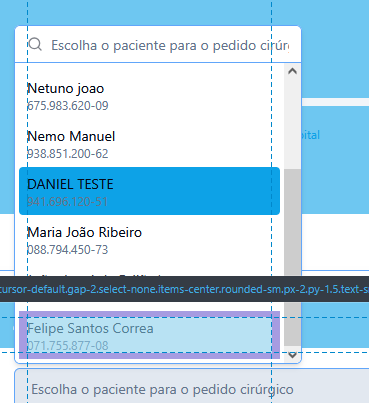 Escolha o paciente para o pedido cirúrg
Netuno joao
675.983.620-09
Nemo Manuel
938.851.200-62
pital
DANIEL TESTE
941.696.120-51
Maria João Ribeiro
088.794.450-73
cursor-default.gap-2.select-none.items-center.rounded-sm.px-2.py-1.5.text-s
Felipe Santos Correa
071.755.877-08
Escolha o paciente para o pedido cirúrgico